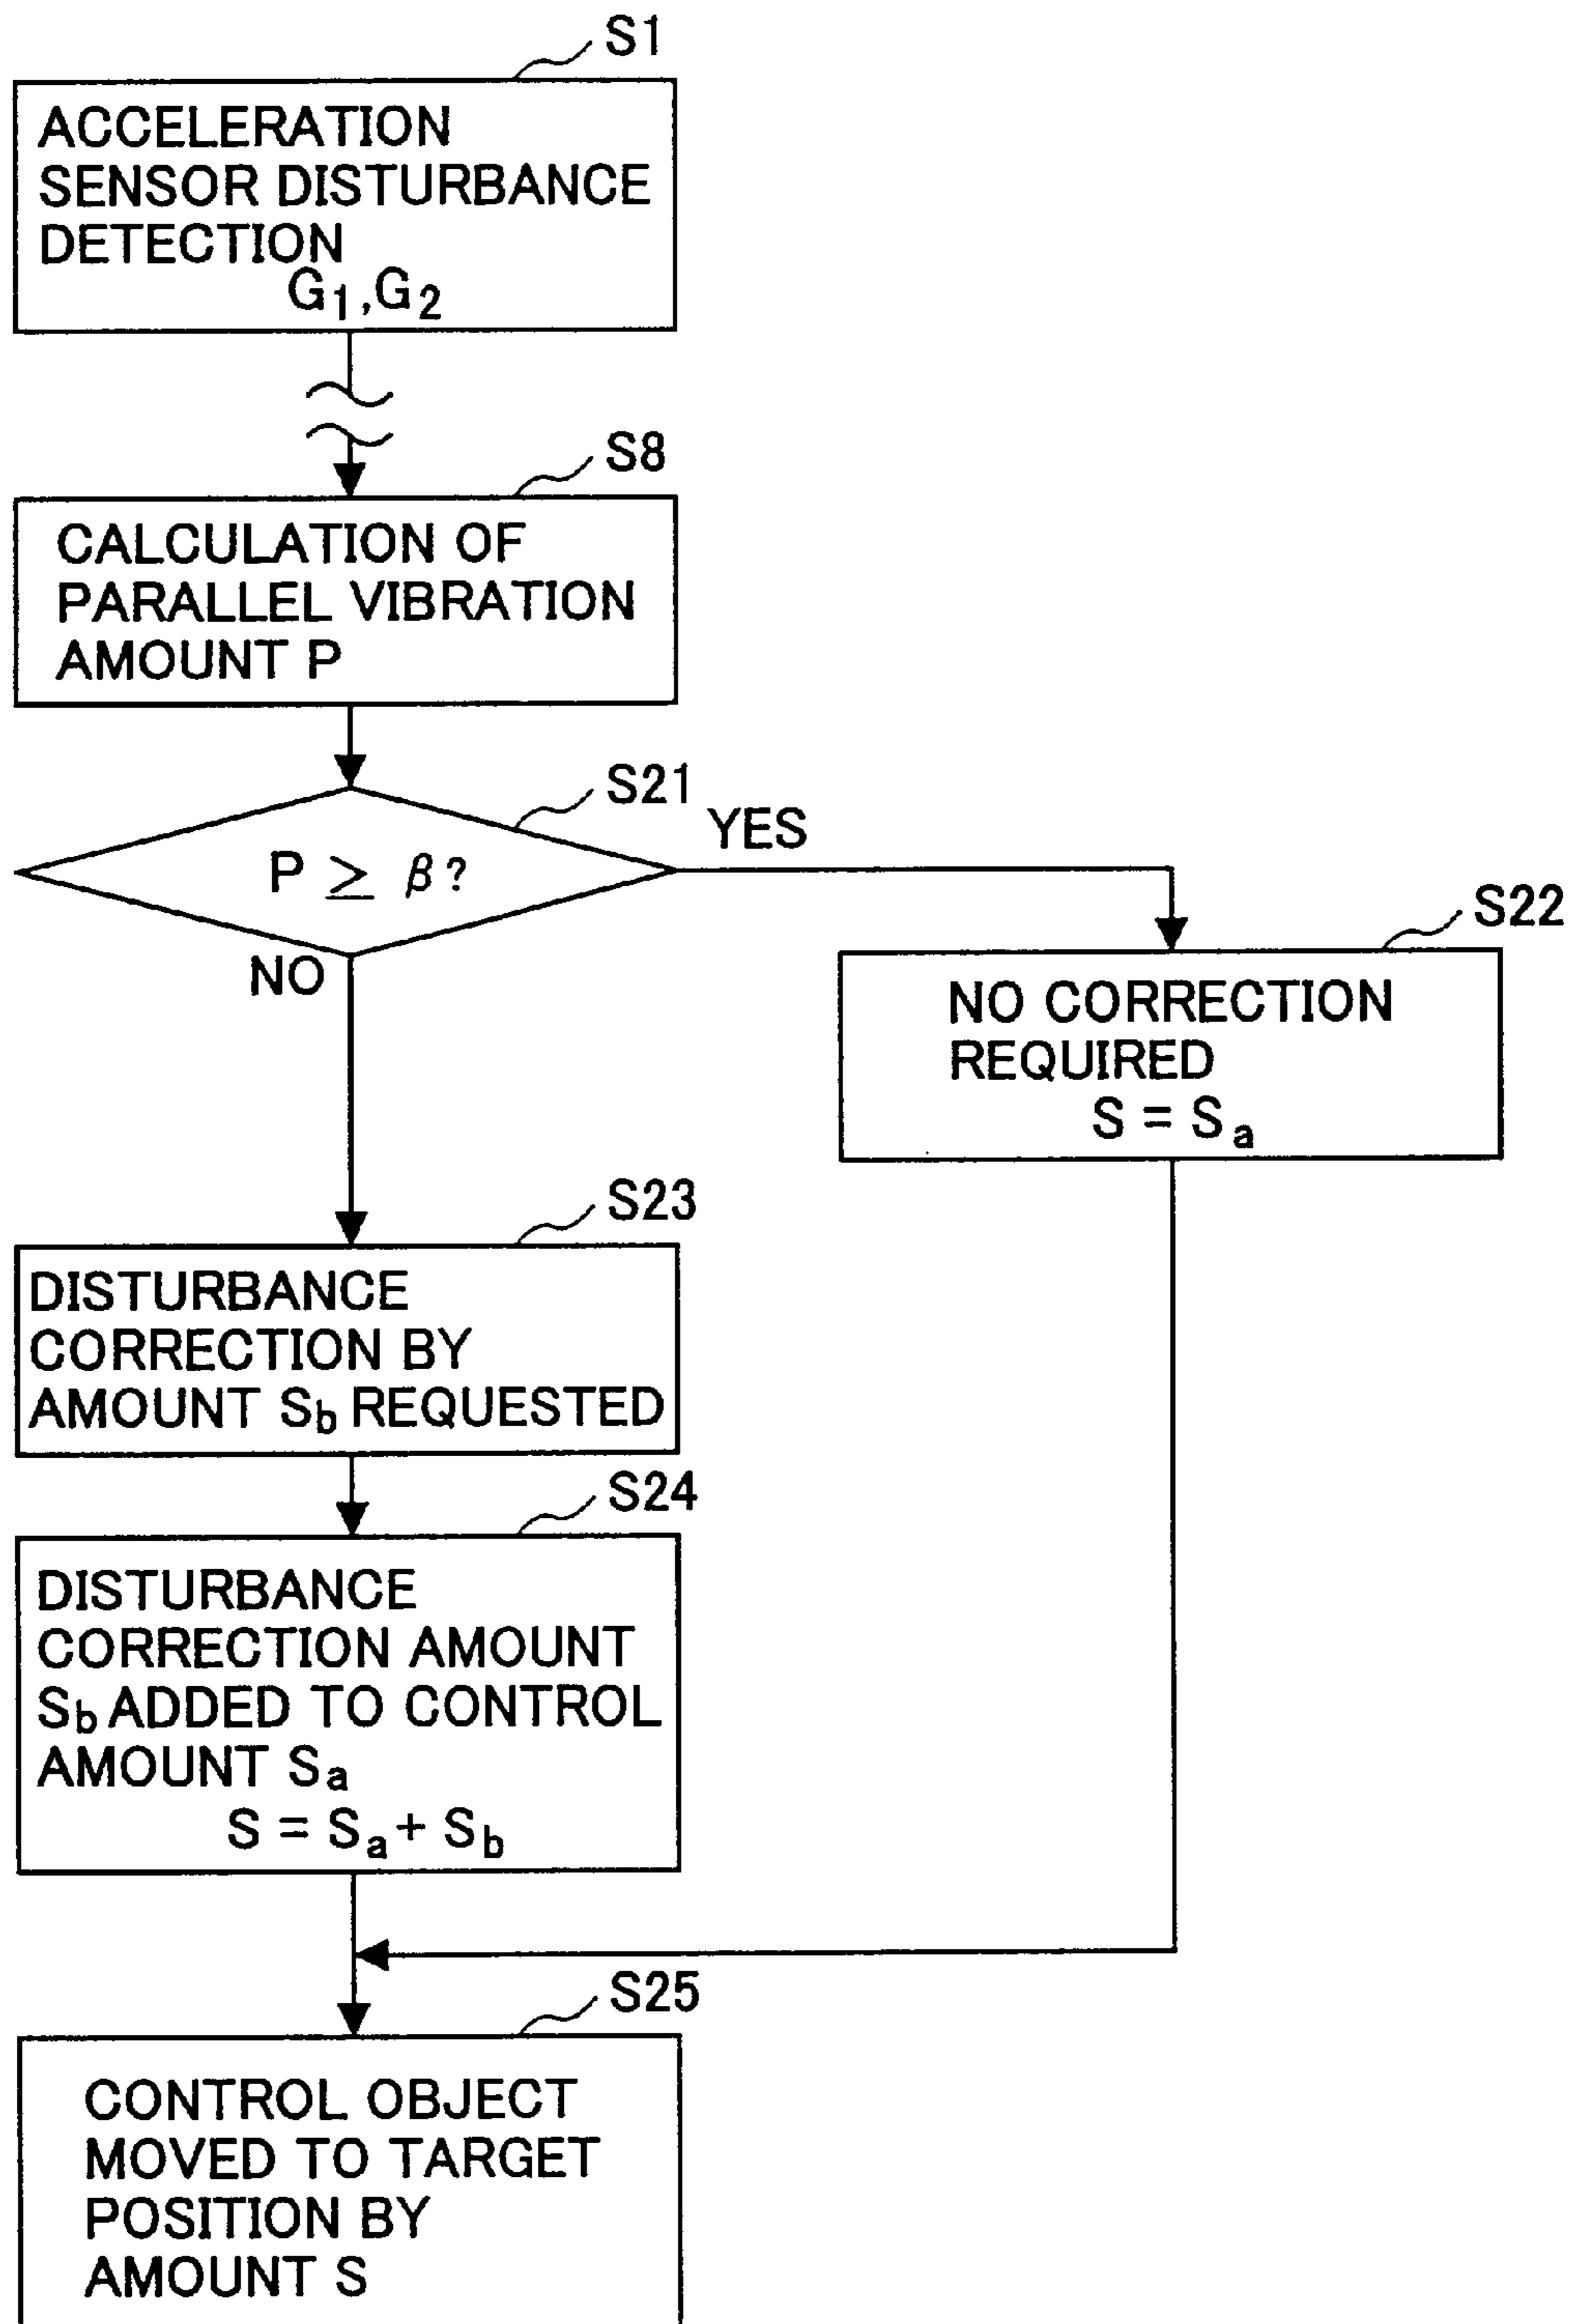 S1
ACCELERATION
SENSOR DISTURBANCE
DETECTION
G1,G2
S8
CALCULATION OF
PARALLEL VIBRATION
AMOUNT P
S21
YES
P ≥ β?
NO
S22
NO CORRECTION
REQUIRED
S = Sa
S23
DISTURBANCE
CORRECTION BY
AMOUNT Sb REQUESTED
S24
DISTURBANCE
CORRECTION AMOUNT
Sb ADDED TO CONTROL
AMOUNT Sa
S = Sa + Sb
S25
CONTROL OBJECT
MOVED TO TARGET
POSITION BY
AMOUNT S